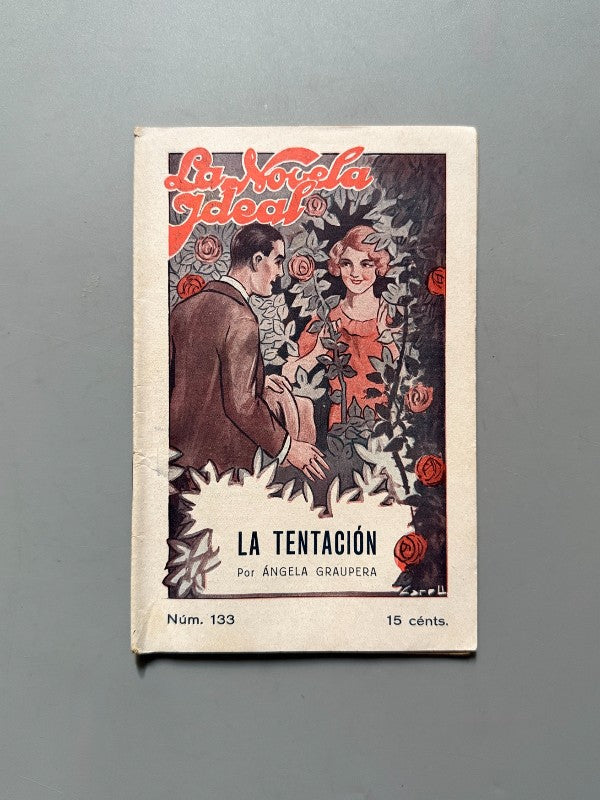 La Novela
Ideal
LA TENTACIÓN
Por ÁNGELA GRAUPERA
Núm. 133
15 cénts.